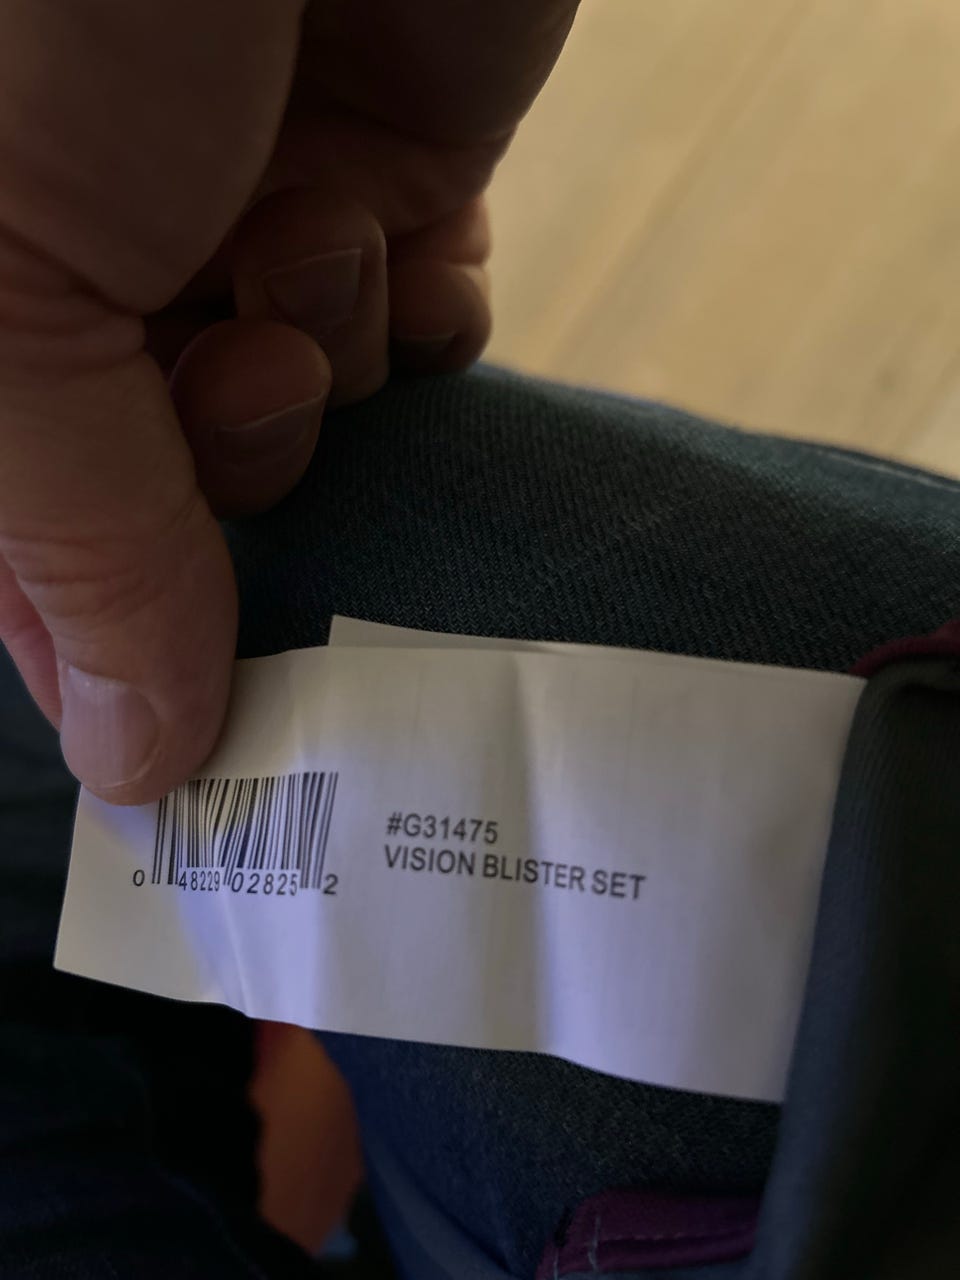 #G31475
VISION BLISTER SET
0 48229 02825 2